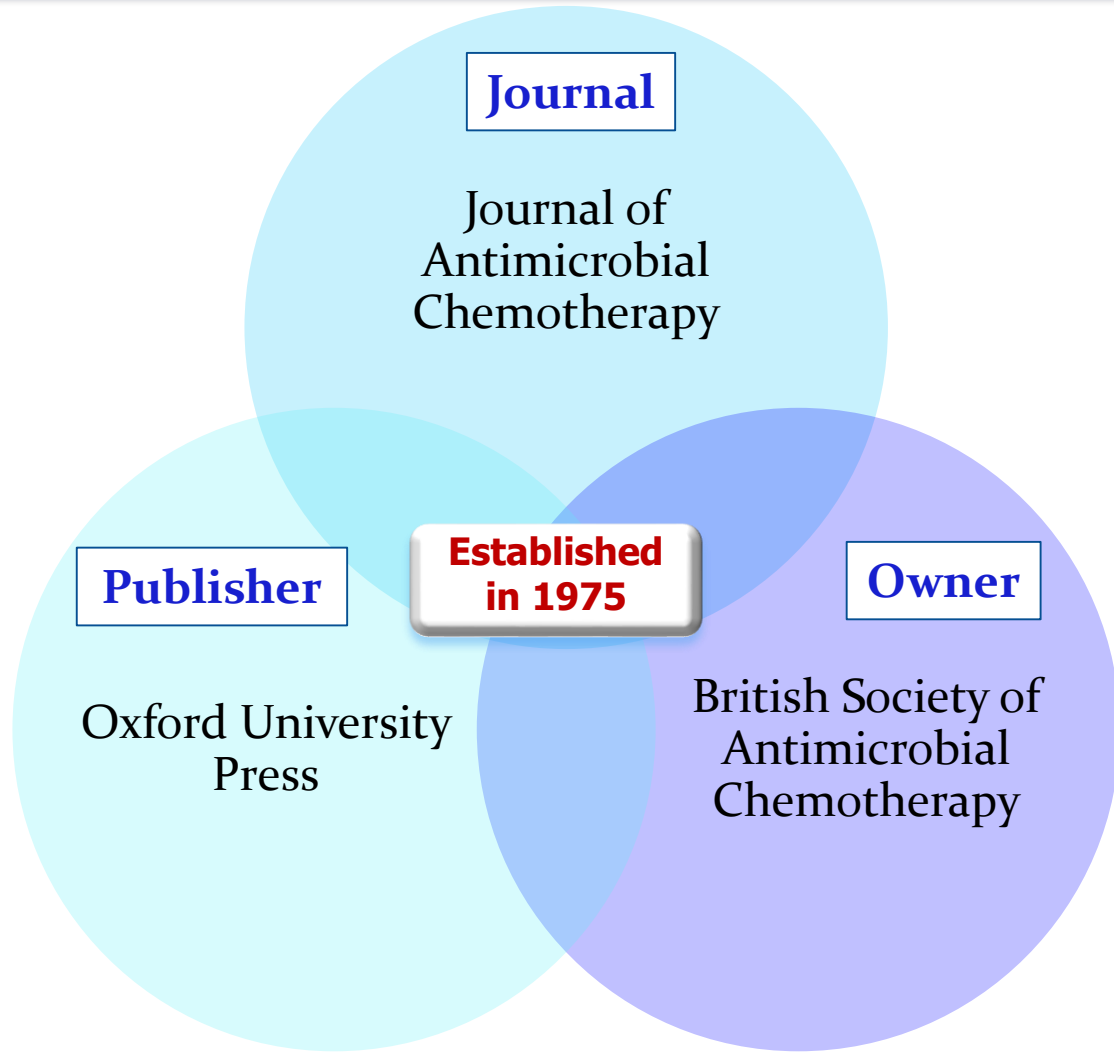 Journal
Journal of
Antimicrobial
Chemotherapy
Established
in 1975
Publisher
Oxford University
Press
Owner
British Society of
Antimicrobial
Chemotherapy